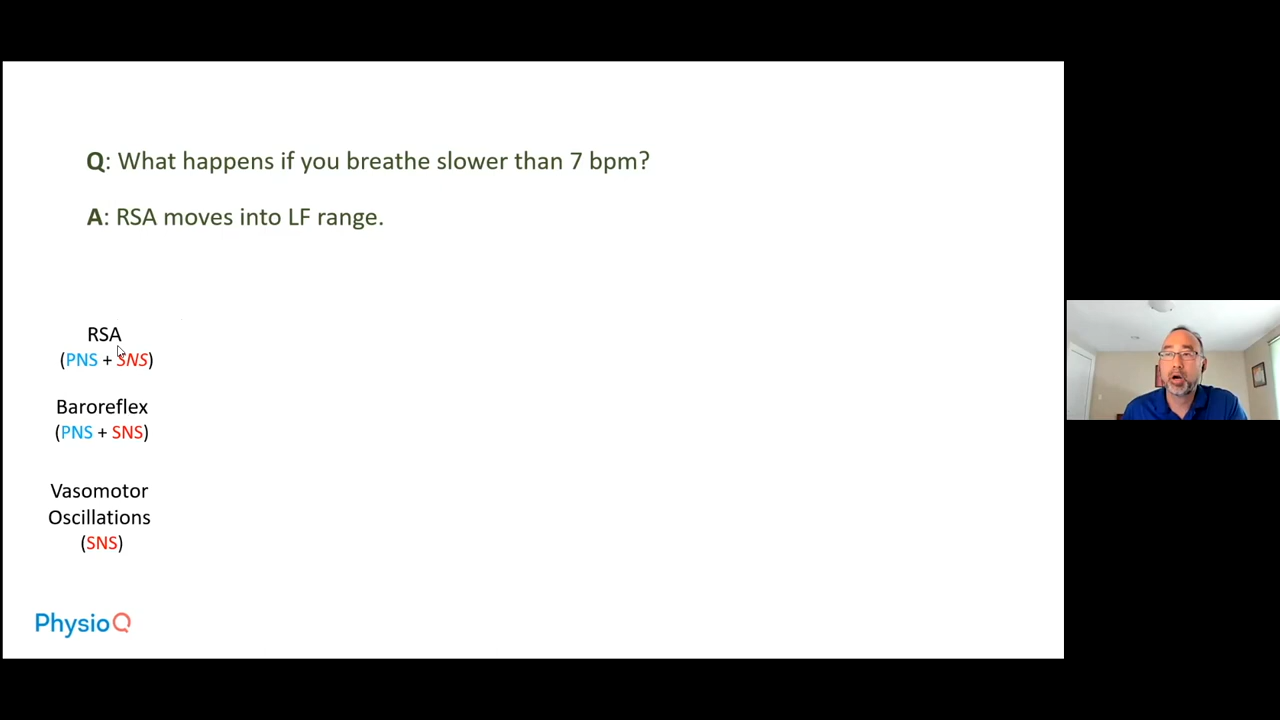 Q: What happens if you breathe slower than 7 bpm?
A: RSA moves into LF range.
RSA
(PNS + SNS)
Baroreflex
(PNS + SNS)
Vasomotor
Oscillations
(SNS)
PhysioQ